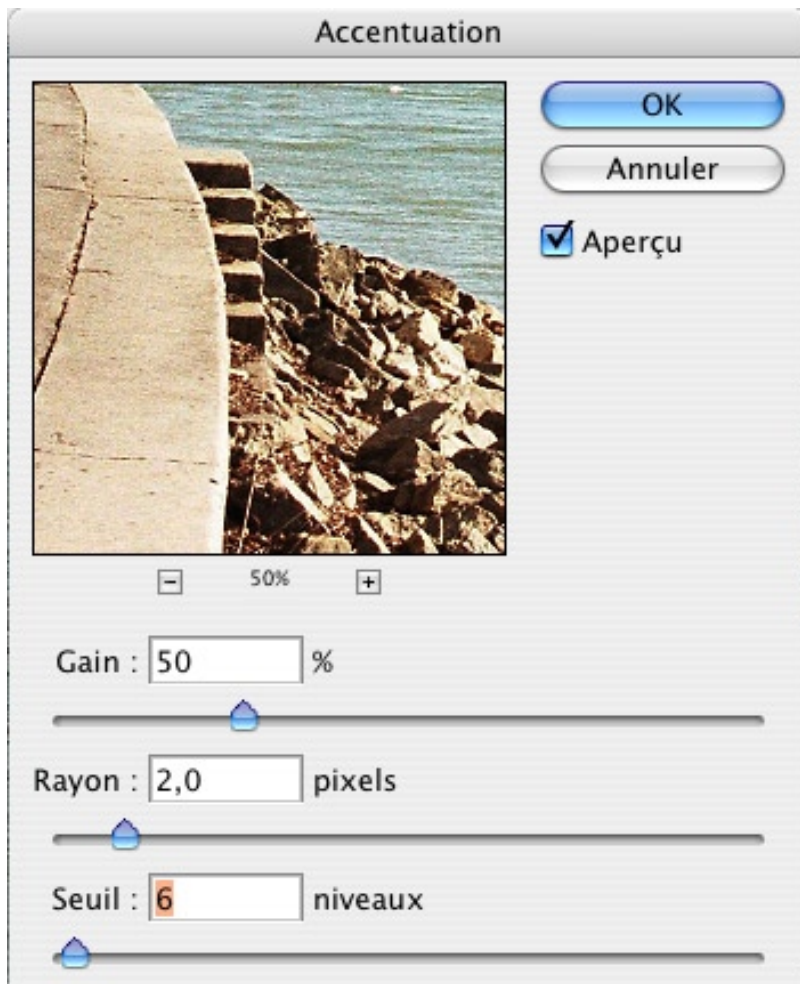 Accentuation
OK
Annuler
Aperçu
50%
Gain : 50 %
Rayon : 2,0 pixels
Seuil : 6 niveaux